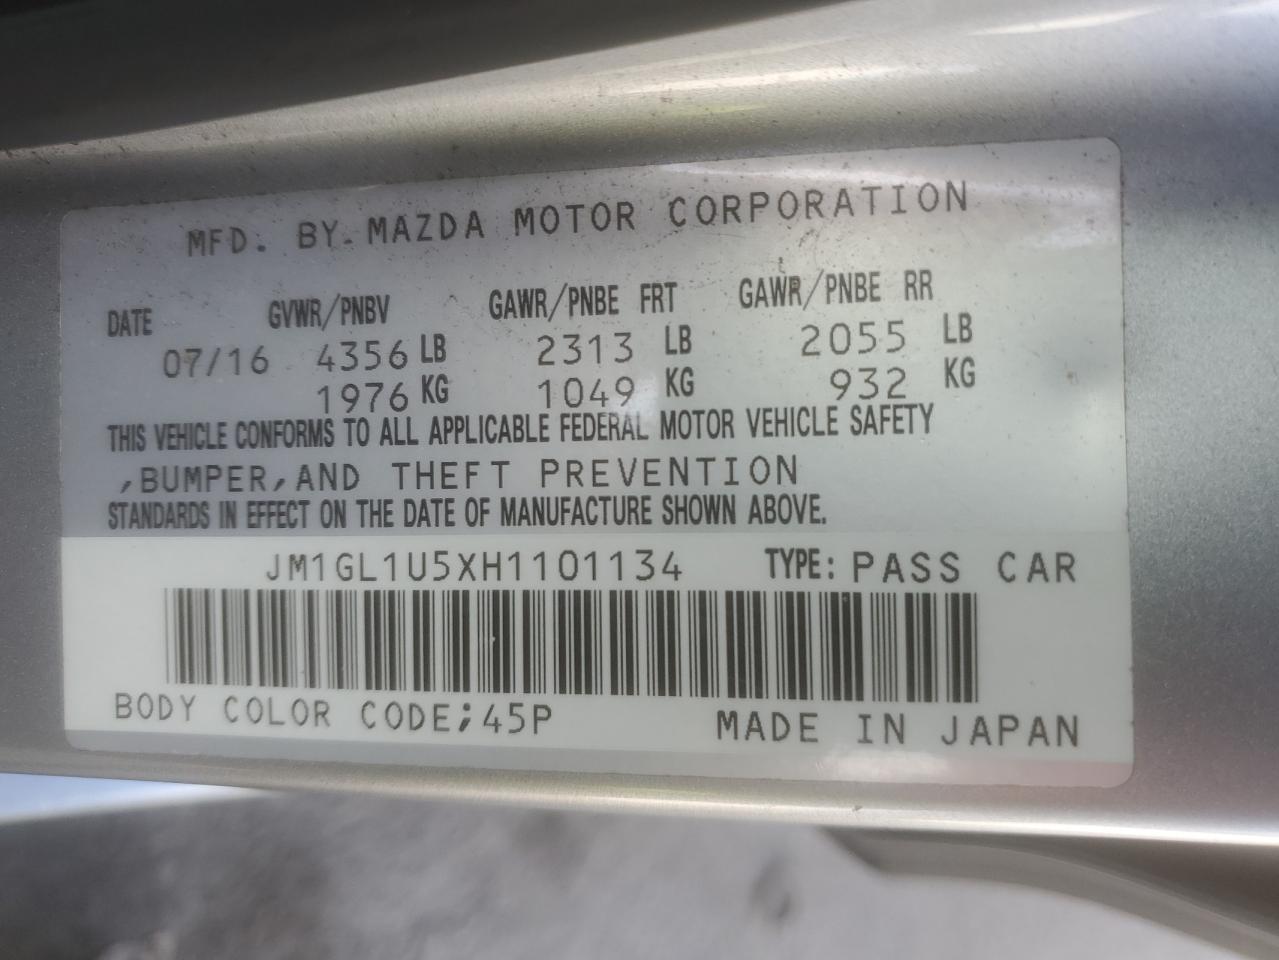 MFD. BY. MAZDA MOTOR CORPORATION
DATE GVWR/PNBV GAWR/PNBE FRT GAWR/PNBE RR
07/16 4356 LB 2313 LB 2055 LB
1976 KG 1049 KG 932 KG
THIS VEHICLE CONFORMS TO ALL APPLICABLE FEDERAL MOTOR VEHICLE SAFETY
,BUMPER,AND THEFT PREVENTION
STANDARDS IN EFFECT ON THE DATE OF MANUFACTURE SHOWN ABOVE.
JM1GL1U5XH1101134 TYPE: PASS CAR
BODY COLOR CODE;45P MADE IN JAPAN